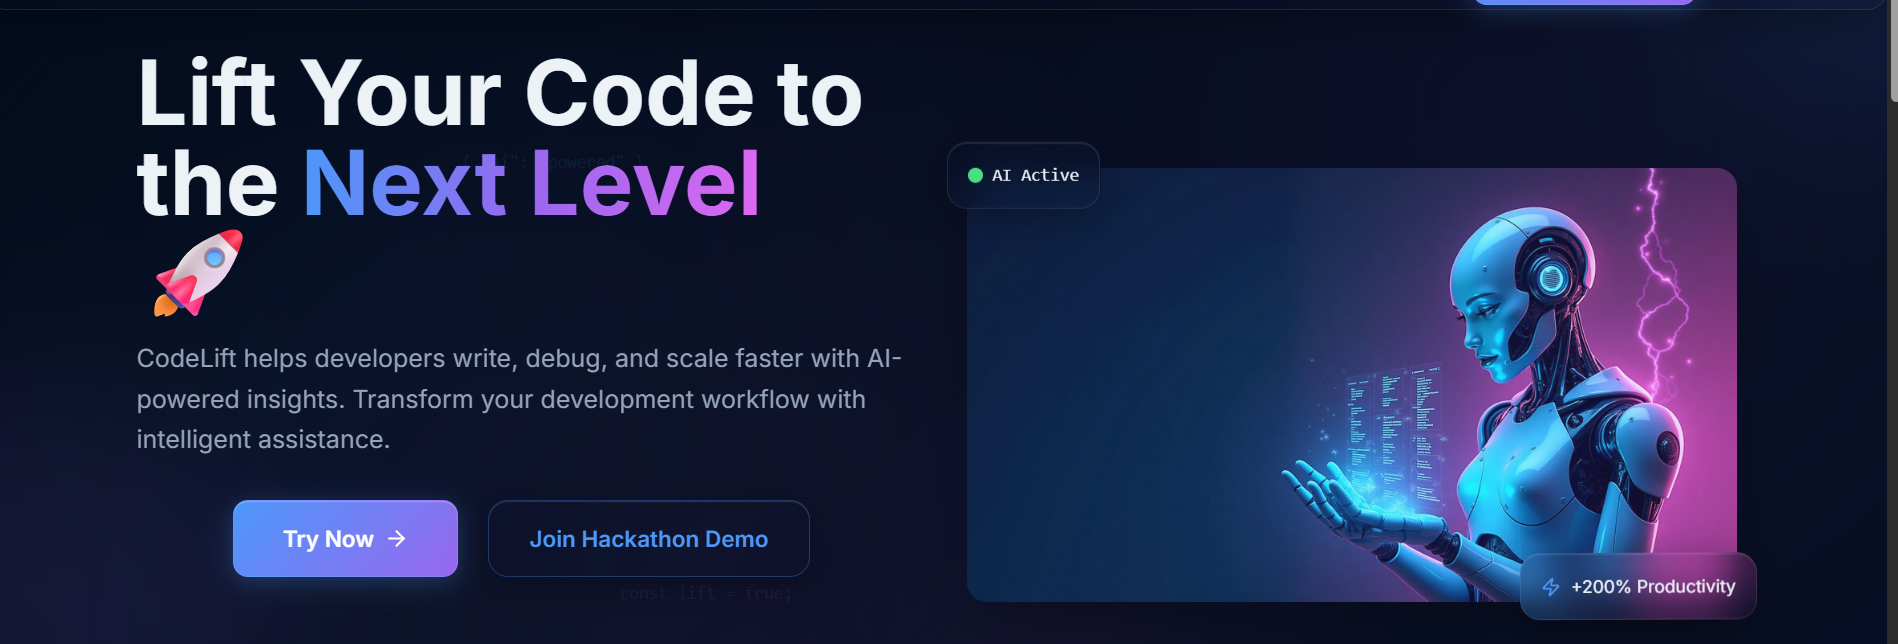 Lift Your Code to
the Next Level
CodeLift helps developers write, debug, and scale faster with AI-
powered insights. Transform your development workflow with
intelligent assistance.
Try Now →
Join Hackathon Demo
const lift = true;
AI Active
+200% Productivity